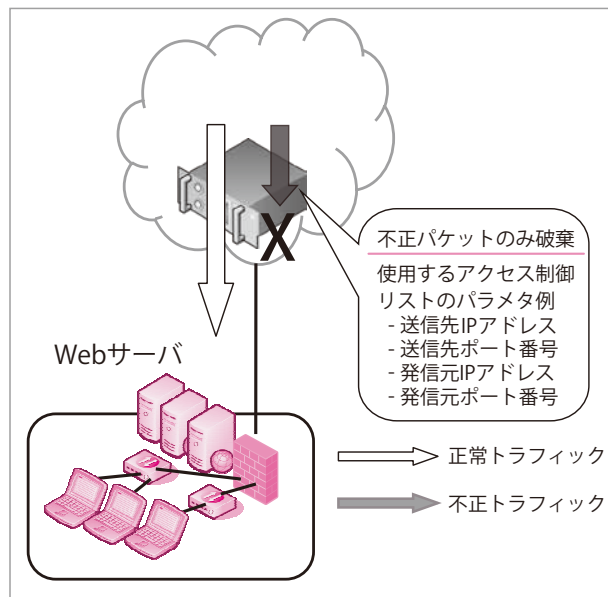 不正パケットのみ破棄
使用するアクセス制御
リストのパラメタ例
- 送信先IPアドレス
- 送信先ポート番号
- 発信元IPアドレス
- 発信元ポート番号
Webサーバ
正常トラフィック
不正トラフィック